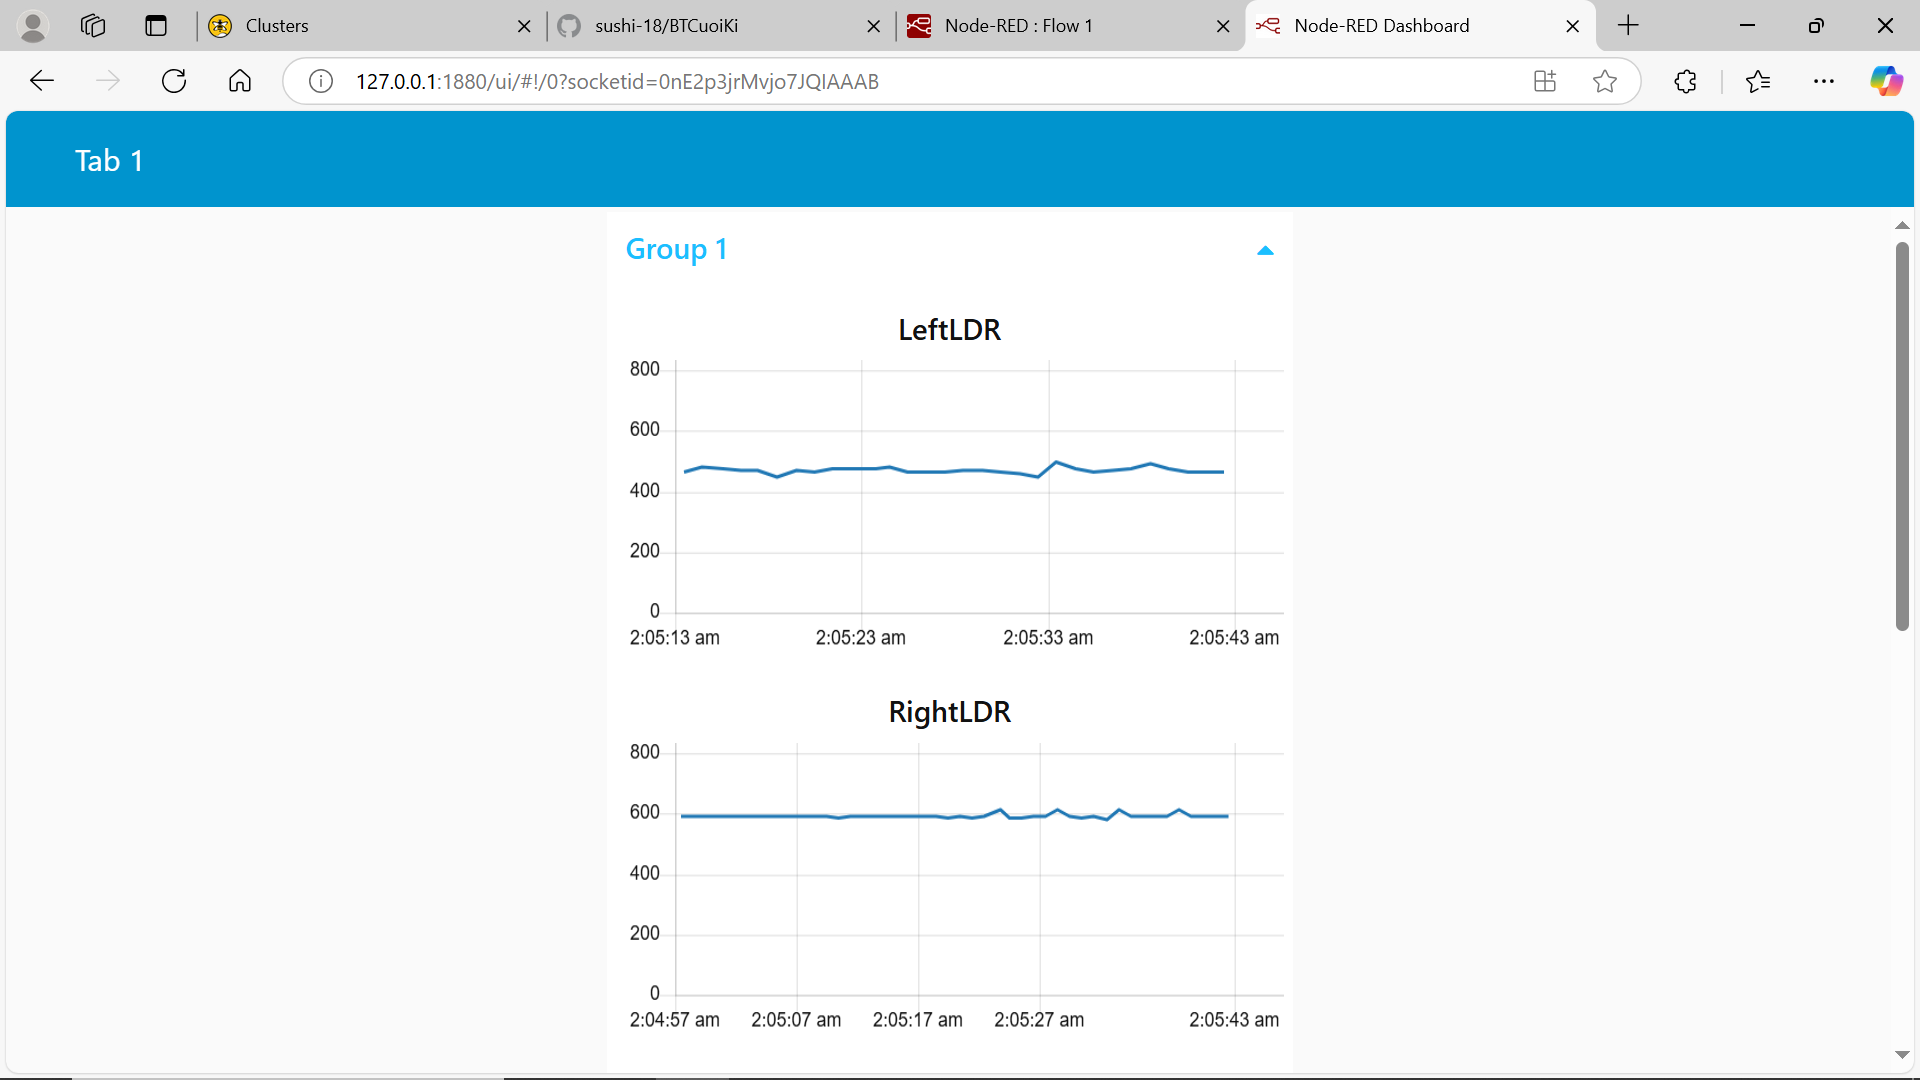 Clusters
sushi-18/BTCuoiKi
Node-RED : Flow 1
Node-RED Dashboard
127.0.0.1:1880/ui/#!/0?socketid=0nE2p3jrMvjo7JQIAAAB
Tab 1
Group 1
LeftLDR
800
600
400
200
0
2:05:13 am 2:05:23 am 2:05:33 am 2:05:43 am
RightLDR
800
600
400
200
0
2:04:57 am 2:05:07 am 2:05:17 am 2:05:27 am 2:05:43 am